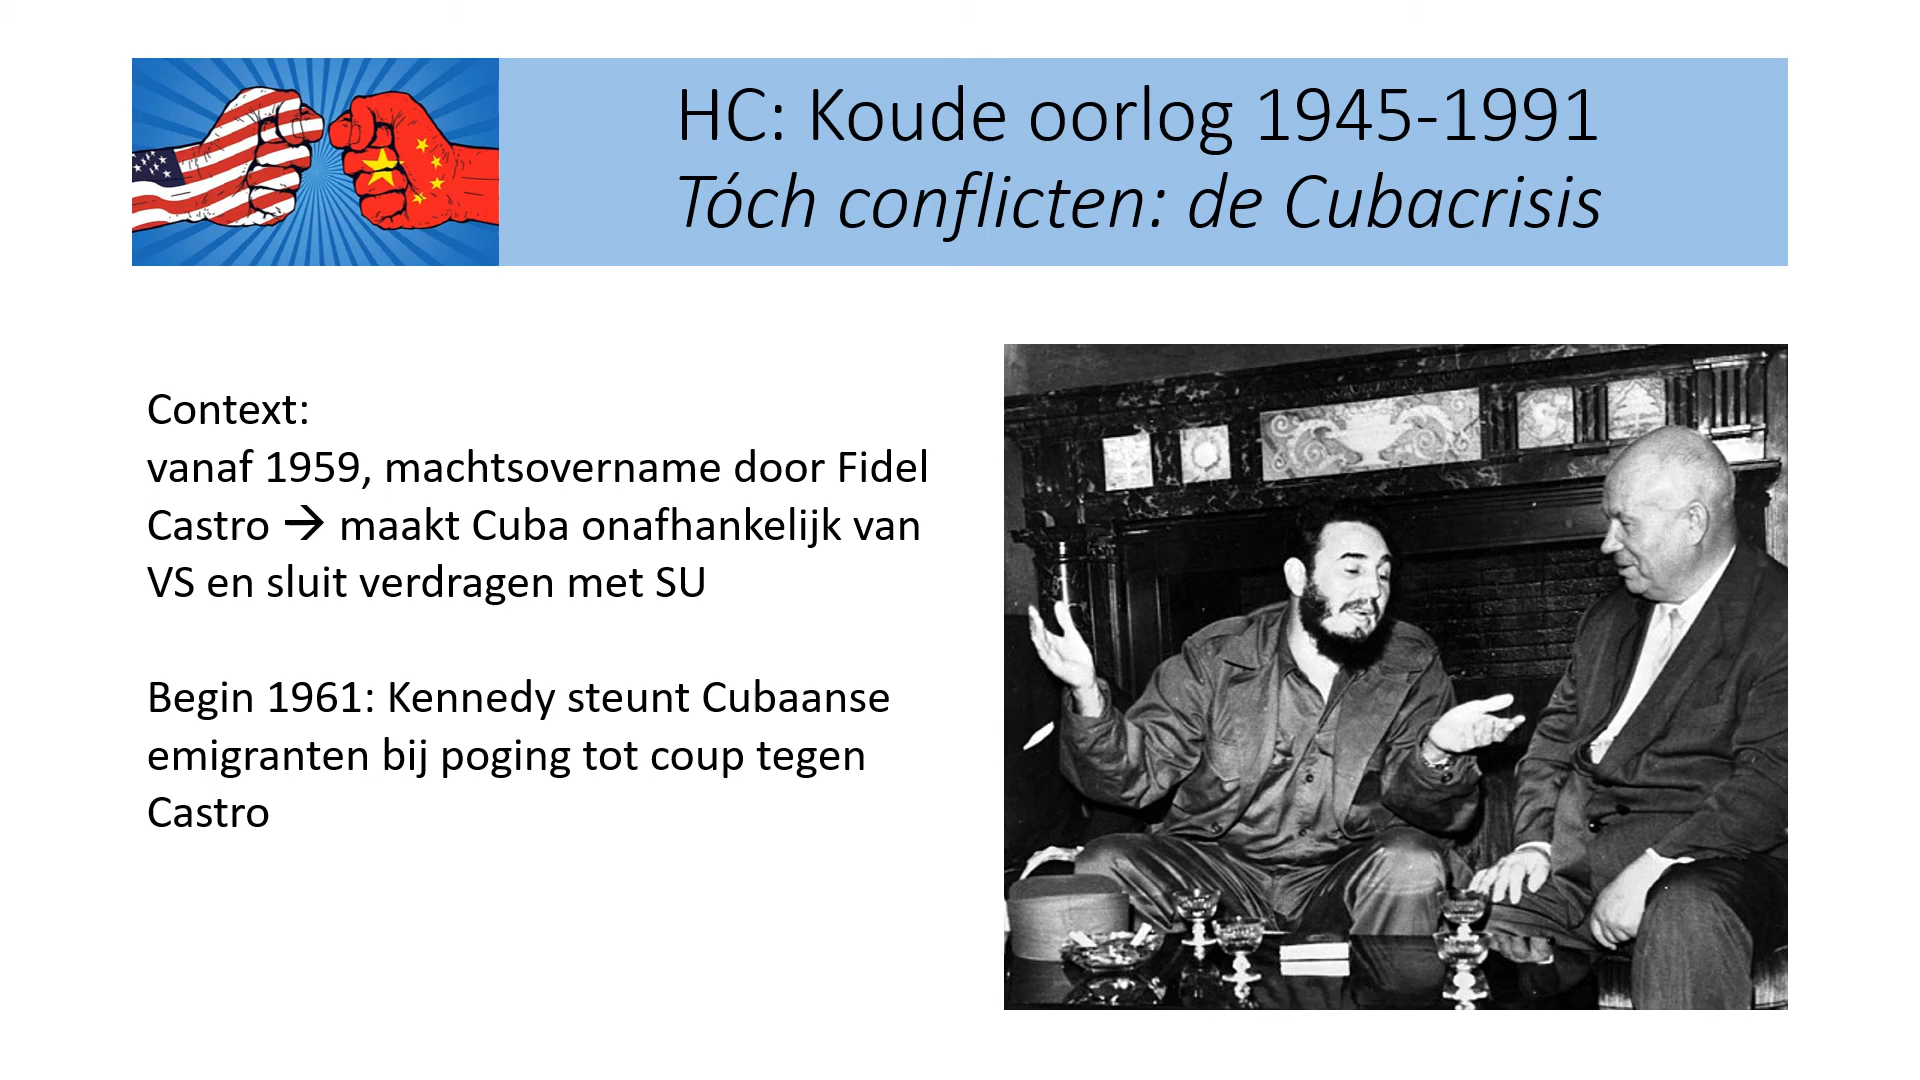 HC: Koude oorlog 1945-1991
Tóch conflicten: de Cubacrisis
Context:
vanaf 1959, machtsovername door Fidel
Castro → maakt Cuba onafhankelijk van
VS en sluit verdragen met SU
Begin 1961: Kennedy steunt Cubaanse
emigranten bij poging tot coup tegen
Castro